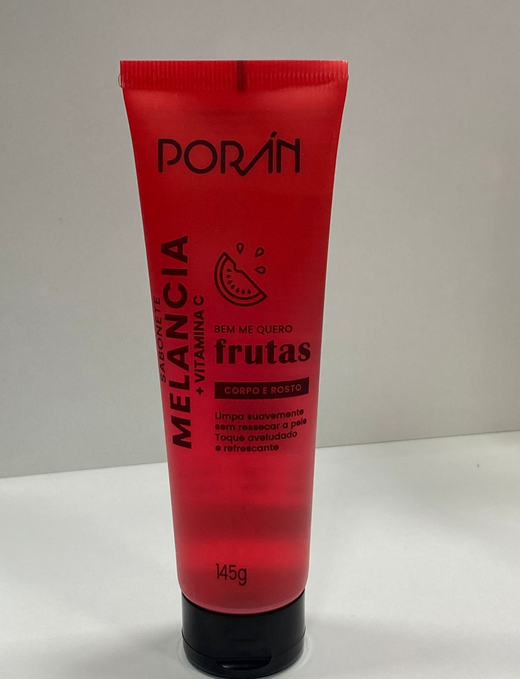 PORÁN
SABONETE
MELANCIA
+ VITAMINA C
BEM ME QUERO
frutas
CORPO E ROSTO
Limpa suavemente
sem ressecar a pele
Toque aveludado
e refrescante
145g